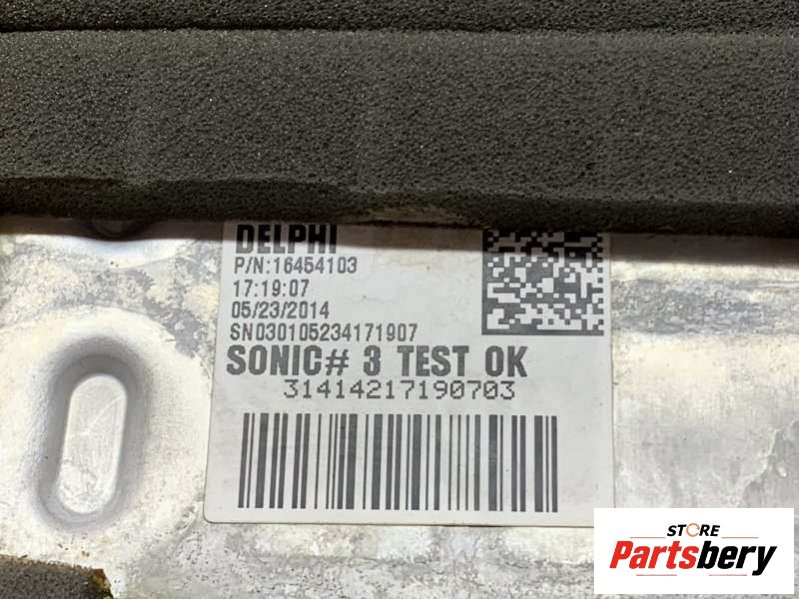 DELPHI
P/N:16454103
17:19:07
05/23/2014
SN030105234171907
SONIC# 3 TEST OK
31414217190703
STORE
Partsbery